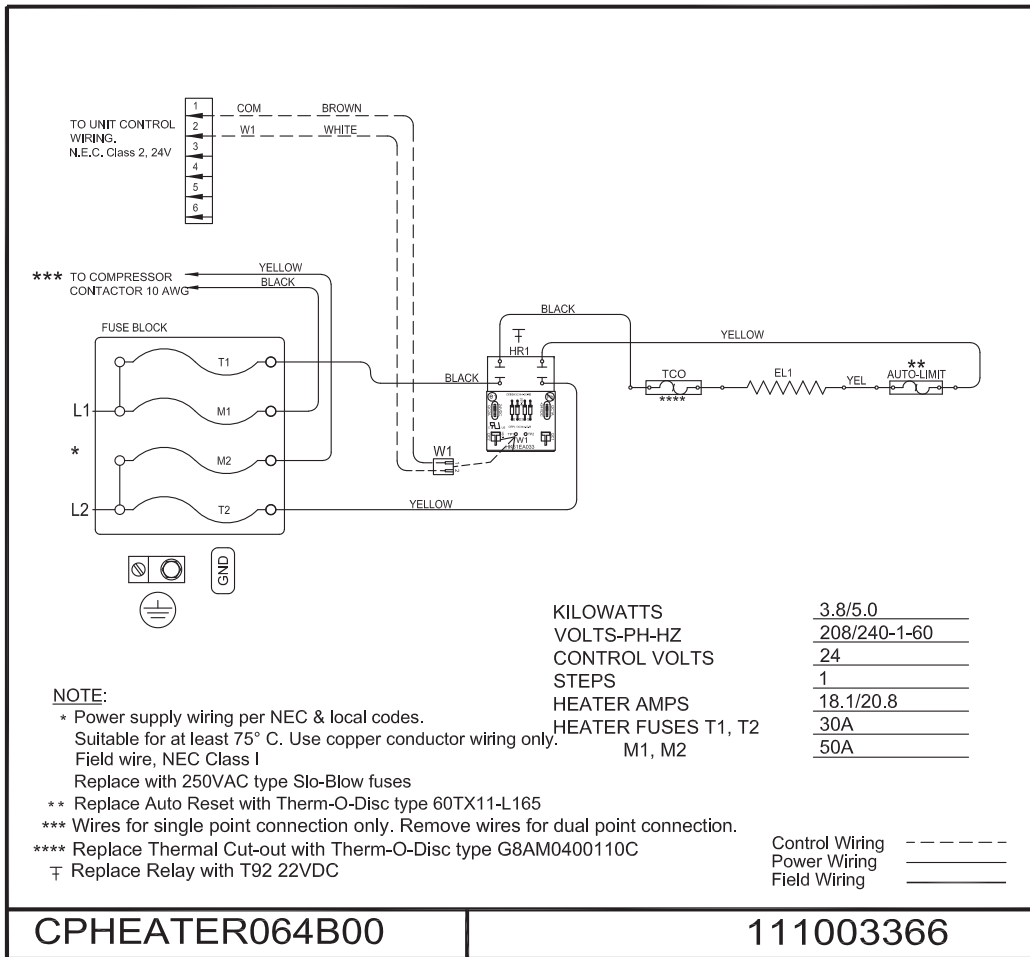 1
2
3
4
5
6
TO UNIT CONTROL
WIRING.
N.E.C. Class 2, 24V
COM BROWN
W1 WHITE
*** TO COMPRESSOR
CONTACTOR 10 AWG
YELLOW
BLACK
FUSE BLOCK
T1
M1
M2
T2
L1
*
L2
GND
BLACK
BLACK
HR1
YELLOW
TCO
****
EL1
YEL
**
AUTO-LIMIT
W1
W1
YELLOW
KILOWATTS 3.8/5.0
VOLTS-PH-HZ 208/240-1-60
CONTROL VOLTS 24
STEPS 1
HEATER AMPS 18.1/20.8
HEATER FUSES T1, T2 30A
M1, M2 50A
NOTE:
* Power supply wiring per NEC & local codes.
Suitable for at least 75° C. Use copper conductor wiring only.
Field wire, NEC Class I
Replace with 250VAC type Slo-Blow fuses
** Replace Auto Reset with Therm-O-Disc type 60TX11-L165
*** Wires for single point connection only. Remove wires for dual point connection.
**** Replace Thermal Cut-out with Therm-O-Disc type G8AM0400110C
Replace Relay with T92 22VDC
Control Wiring
Power Wiring
Field Wiring
CPHEATER064B00
111003366